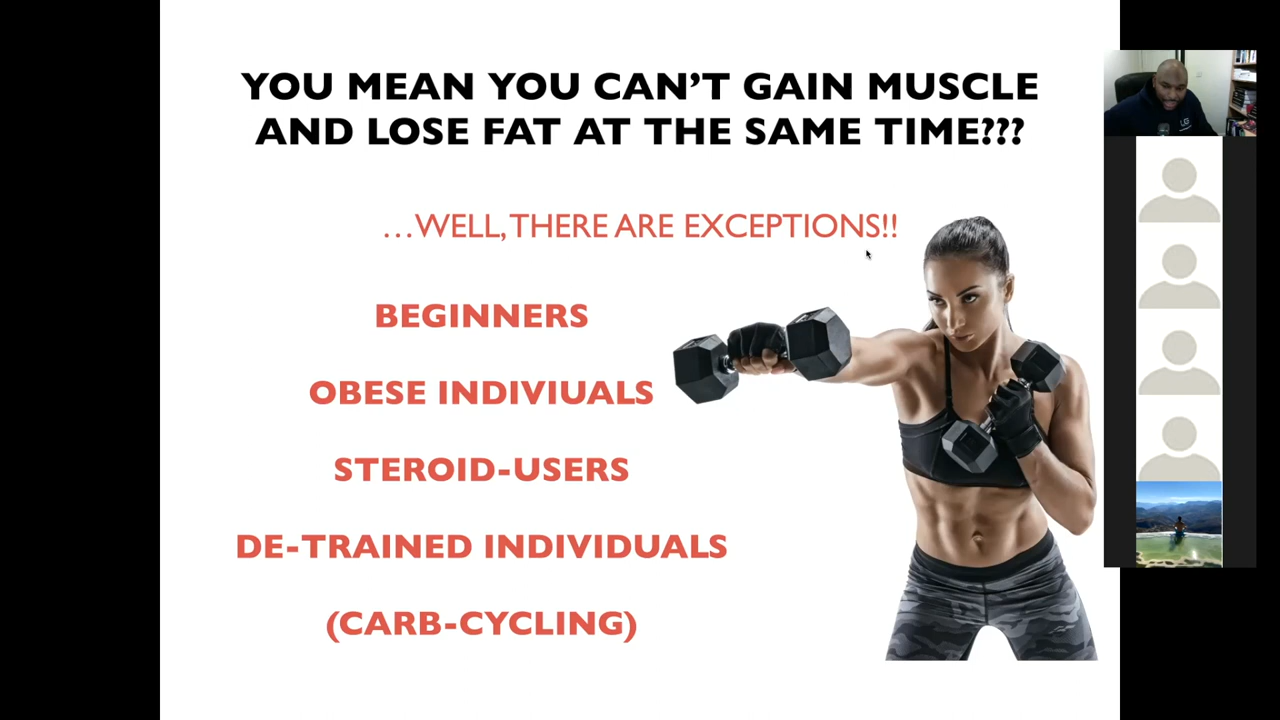 YOU MEAN YOU CAN'T GAIN MUSCLE
AND LOSE FAT AT THE SAME TIME???
...WELL, THERE ARE EXCEPTIONS!!
BEGINNERS
OBESE INDIVIUALS
STEROID-USERS
DE-TRAINED INDIVIDUALS
(CARB-CYCLING)